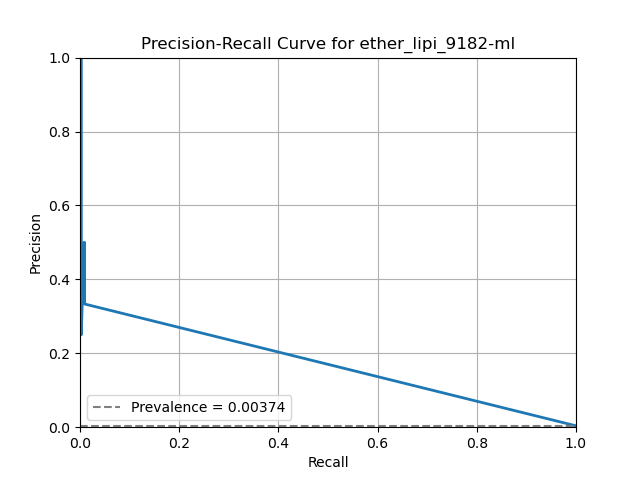 Precision-Recall Curve for ether_lipi_9182-ml
1.0
0.8
0.6
0.4
0.2
0.0
Precision
Prevalence = 0.00374
0.0 0.2 0.4 0.6 0.8 1.0
Recall